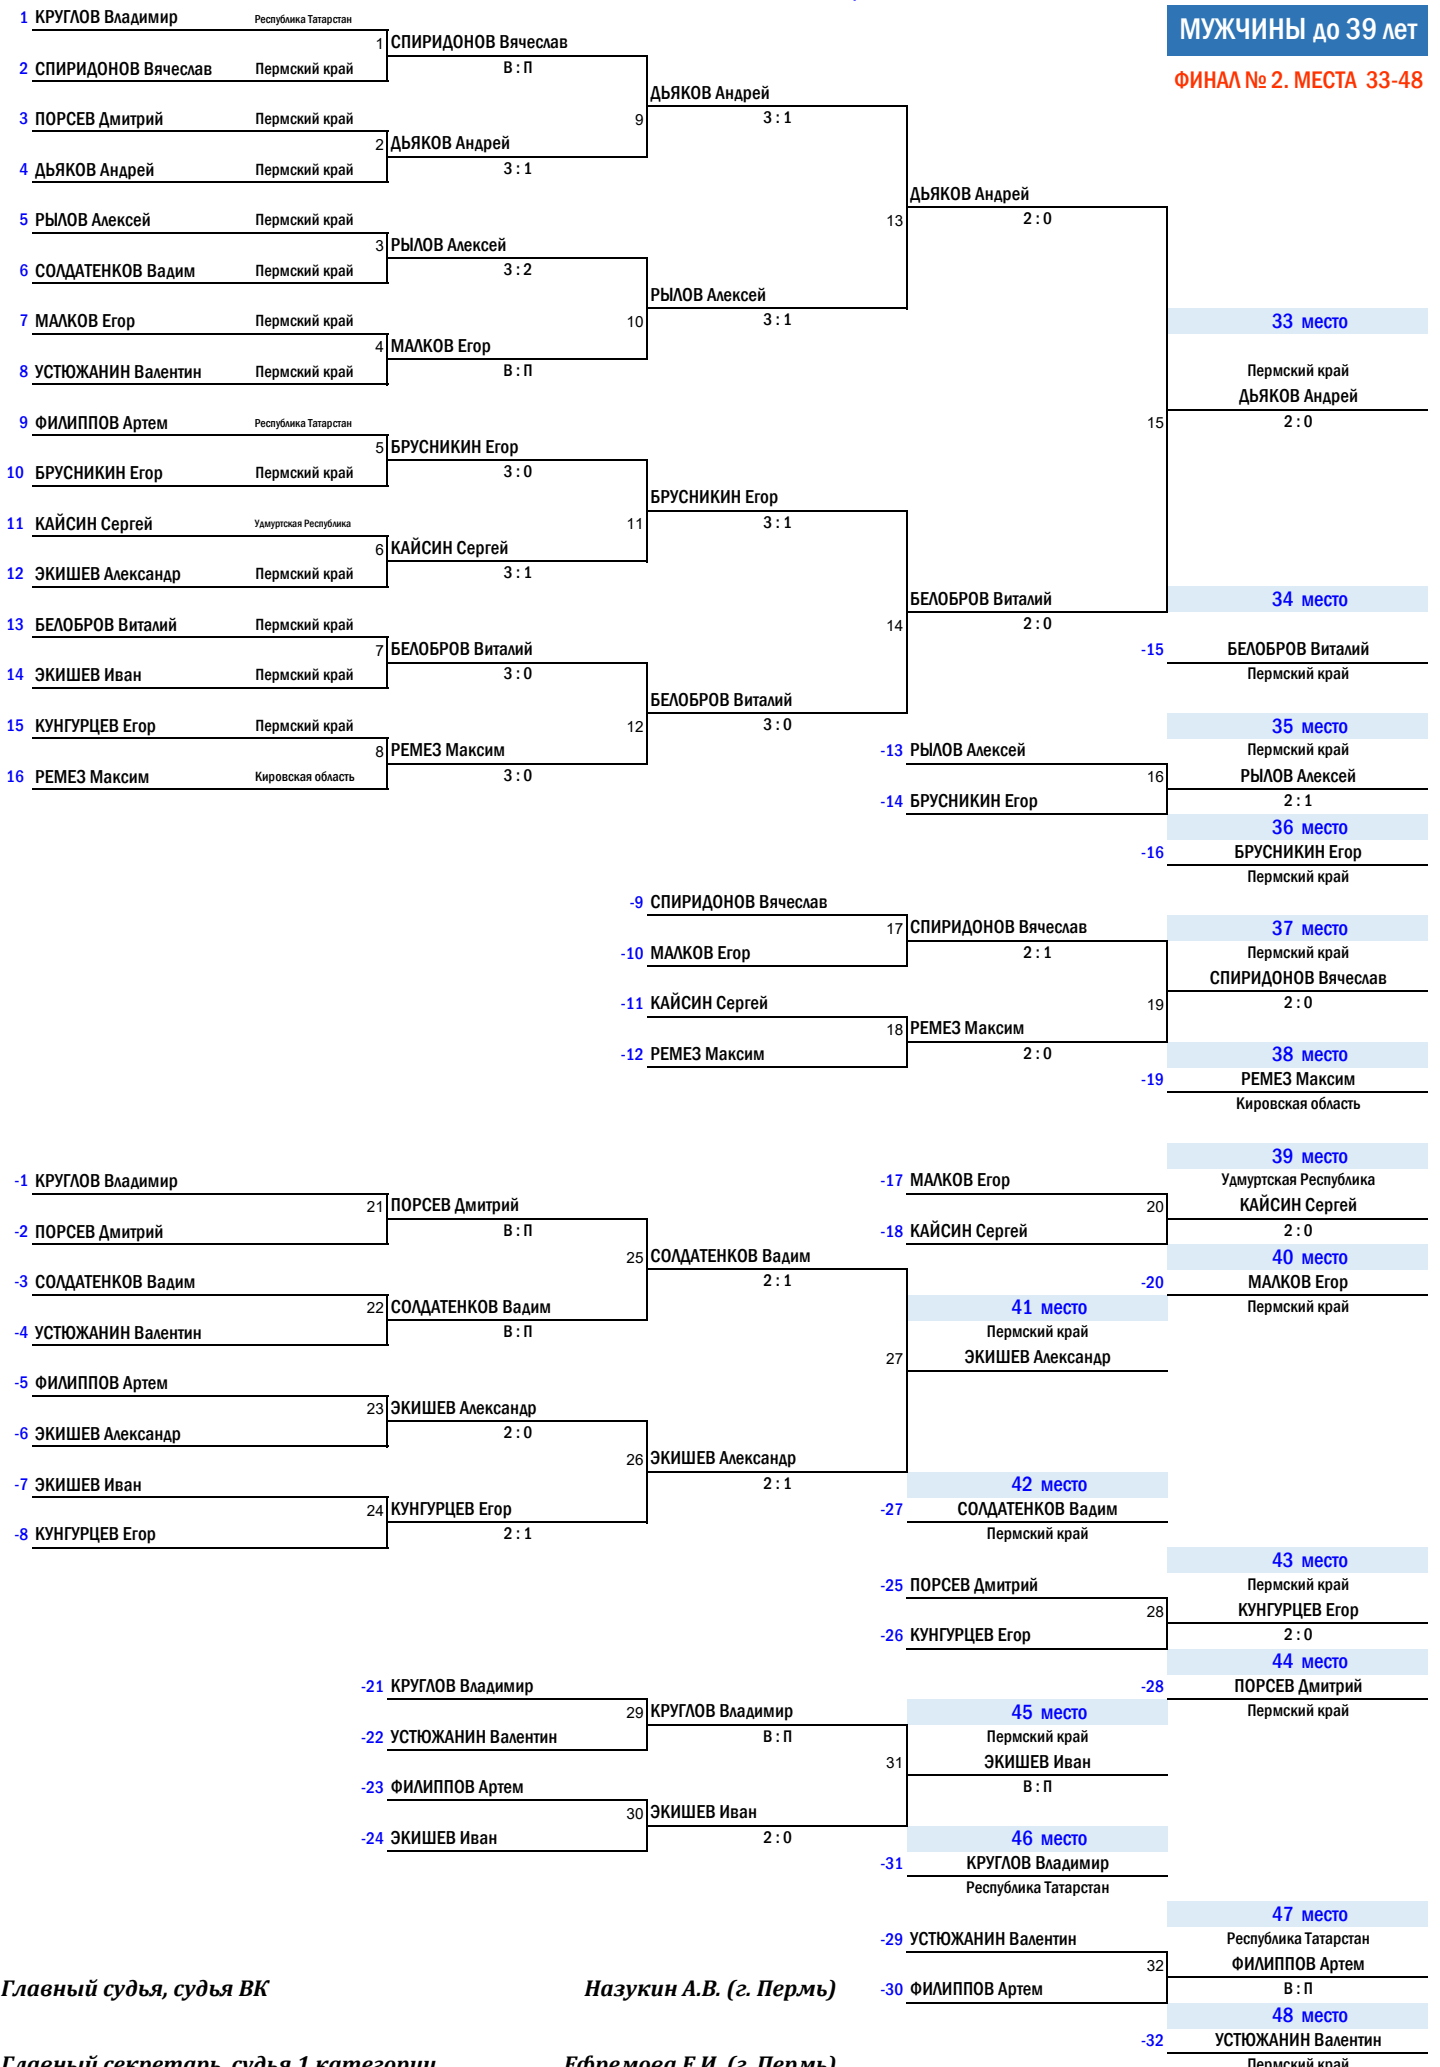 МУЖЧИНЫ до 39 лет
ФИНАЛ № 2. МЕСТА 33-48
1 КРУГЛОВ Владимир Республика Татарстан
1 СПИРИДОНОВ Вячеслав
2 СПИРИДОНОВ Вячеслав Пермский край В : П
ДЬЯКОВ Андрей
3 ПОРСЕВ Дмитрий Пермский край 9 3 : 1
2 ДЬЯКОВ Андрей
4 ДЬЯКОВ Андрей Пермский край 3 : 1
ДЬЯКОВ Андрей
5 РЫЛОВ Алексей Пермский край 13 2 : 0
3 РЫЛОВ Алексей
6 СОЛДАТЕНКОВ Вадим Пермский край 3 : 2
РЫЛОВ Алексей
7 МАЛКОВ Егор Пермский край 10 3 : 1 33 место
4 МАЛКОВ Егор
8 УСТЮЖАНИН Валентин Пермский край В : П Пермский край
ДЬЯКОВ Андрей
9 ФИЛИППОВ Артем Республика Татарстан 15 2 : 0
5 БРУСНИКИН Егор
10 БРУСНИКИН Егор Пермский край 3 : 0
БРУСНИКИН Егор
11 КАЙСИН Сергей Удмуртская Республика 11 3 : 1
6 КАЙСИН Сергей
12 ЭКИШЕВ Александр Пермский край 3 : 1
БЕЛОБРОВ Виталий 34 место
13 БЕЛОБРОВ Виталий Пермский край 14 2 : 0
7 БЕЛОБРОВ Виталий -15 БЕЛОБРОВ Виталий
14 ЭКИШЕВ Иван Пермский край 3 : 0 Пермский край
БЕЛОБРОВ Виталий
15 КУНГУРЦЕВ Егор Пермский край 12 3 : 0 35 место
8 РЕМЕЗ Максим -13 РЫЛОВ Алексей Пермский край
16 РЕМЕЗ Максим Кировская область 3 : 0 16 РЫЛОВ Алексей
-14 БРУСНИКИН Егор 2 : 1
36 место
-16 БРУСНИКИН Егор
Пермский край
-9 СПИРИДОНОВ Вячеслав
17 СПИРИДОНОВ Вячеслав 37 место
-10 МАЛКОВ Егор 2 : 1 Пермский край
СПИРИДОНОВ Вячеслав
-11 КАЙСИН Сергей 19 2 : 0
18 РЕМЕЗ Максим
-12 РЕМЕЗ Максим 2 : 0 38 место
-19 РЕМЕЗ Максим
Кировская область
39 место
-1 КРУГЛОВ Владимир -17 МАЛКОВ Егор Удмуртская Республика
21 ПОРСЕВ Дмитрий 20 КАЙСИН Сергей
-2 ПОРСЕВ Дмитрий В : П -18 КАЙСИН Сергей 2 : 0
25 СОЛДАТЕНКОВ Вадим 40 место
-3 СОЛДАТЕНКОВ Вадим 2 : 1 -20 МАЛКОВ Егор
22 СОЛДАТЕНКОВ Вадим 41 место Пермский край
-4 УСТЮЖАНИН Валентин В : П Пермский край
27 ЭКИШЕВ Александр
-5 ФИЛИППОВ Артем
23 ЭКИШЕВ Александр
-6 ЭКИШЕВ Александр 2 : 0
26 ЭКИШЕВ Александр
-7 ЭКИШЕВ Иван 2 : 1 42 место
24 КУНГУРЦЕВ Егор -27 СОЛДАТЕНКОВ Вадим
-8 КУНГУРЦЕВ Егор 2 : 1 Пермский край
43 место
-25 ПОРСЕВ Дмитрий Пермский край
28 КУНГУРЦЕВ Егор
-26 КУНГУРЦЕВ Егор 2 : 0
44 место
-21 КРУГЛОВ Владимир -28 ПОРСЕВ Дмитрий
29 КРУГЛОВ Владимир 45 место Пермский край
-22 УСТЮЖАНИН Валентин В : П Пермский край
31 ЭКИШЕВ Иван
-23 ФИЛИППОВ Артем В : П
30 ЭКИШЕВ Иван
-24 ЭКИШЕВ Иван 2 : 0 46 место
-31 КРУГЛОВ Владимир
Республика Татарстан
47 место
-29 УСТЮЖАНИН Валентин Республика Татарстан
32 ФИЛИППОВ Артем
Главный судья, судья ВК Назукин А.В. (г. Пермь) -30 ФИЛИППОВ Артем В : П
48 место
-32 УСТЮЖАНИН Валентин
Главный секретарь, судья 1 категории Ефремова Е.И. (г. Пермь) Пермский край